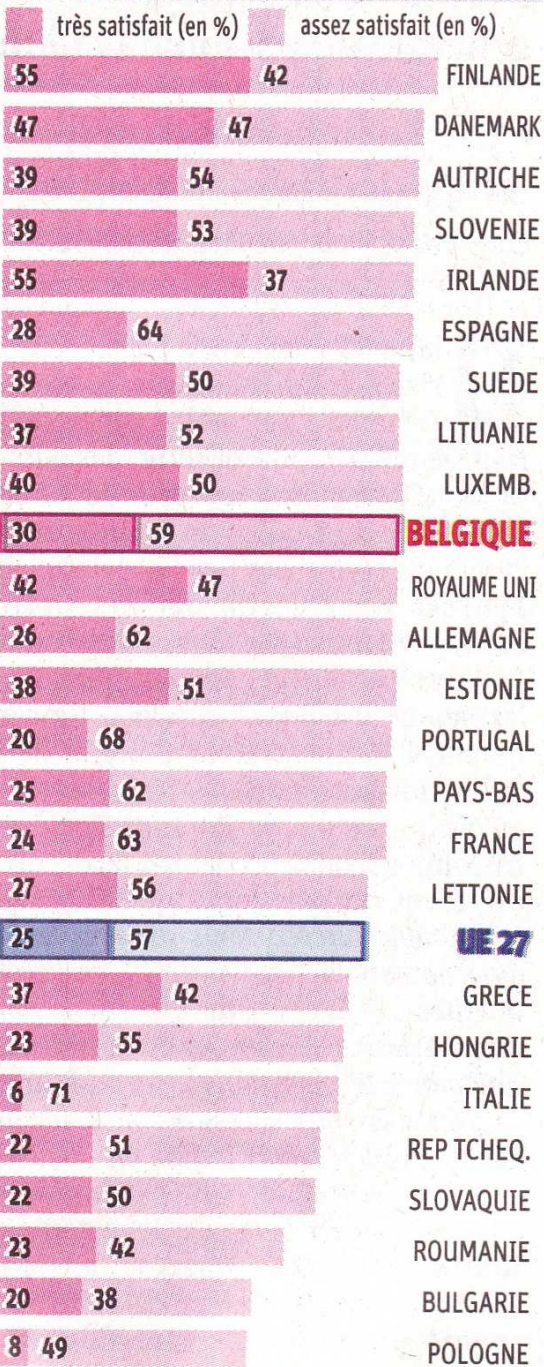 très satisfait (en %) assez satisfait (en %)
55 42 FINLANDE
47 47 DANEMARK
39 54 AUTRICHE
39 53 SLOVENIE
55 37 IRLANDE
28 64 ESPAGNE
39 50 SUEDE
37 52 LITUANIE
40 50 LUXEMB.
30 59 BELGIQUE
42 47 ROYAUME UNI
26 62 ALLEMAGNE
38 51 ESTONIE
20 68 PORTUGAL
25 62 PAYS-BAS
24 63 FRANCE
27 56 LETTONIE
25 57 UE 27
37 42 GRECE
23 55 HONGRIE
6 71 ITALIE
22 51 REP TCHEQ.
22 50 SLOVAQUIE
23 42 ROUMANIE
20 38 BULGARIE
8 49 POLOGNE